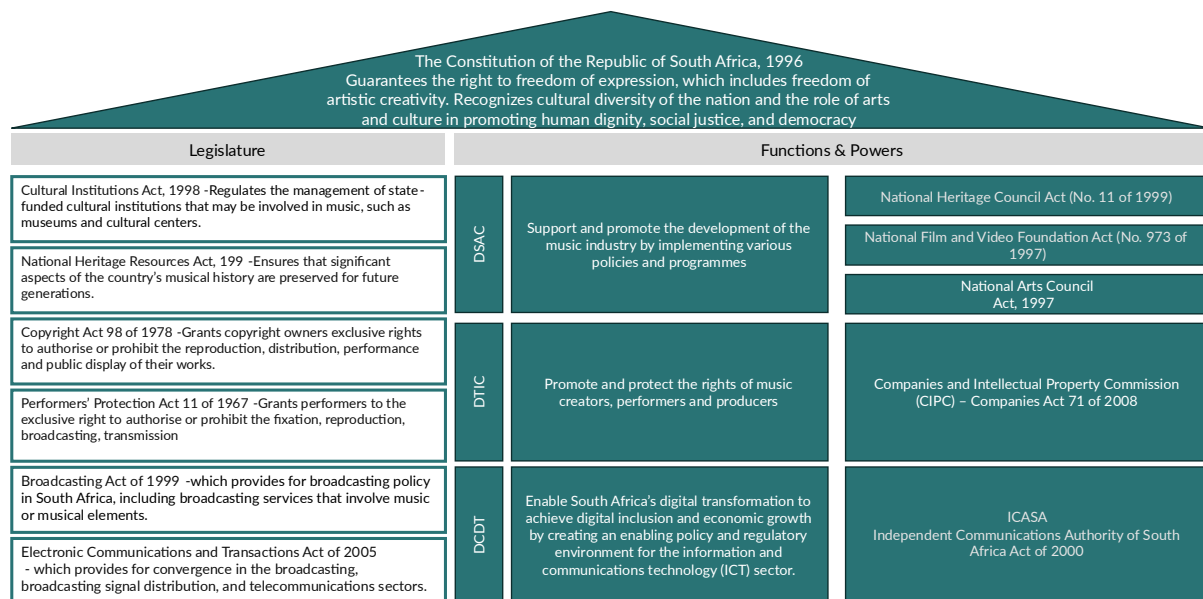 The Constitution of the Republic of South Africa, 1996
Guarantees the right to freedom of expression, which includes freedom of
artistic creativity. Recognizes cultural diversity of the nation and the role of arts
and culture in promoting human dignity, social justice, and democracy
Legislature
Functions & Powers
Cultural Institutions Act, 1998 -Regulates the management of state-
funded cultural institutions that may be involved in music, such as
museums and cultural centers.
National Heritage Resources Act, 199 -Ensures that significant
aspects of the country's musical history are preserved for future
generations.
Copyright Act 98 of 1978 -Grants copyright owners exclusive rights
to authorise or prohibit the reproduction, distribution, performance
and public display of their works.
Performers' Protection Act 11 of 1967 -Grants performers to the
exclusive right to authorise or prohibit the fixation, reproduction,
broadcasting, transmission
Broadcasting Act of 1999 -which provides for broadcasting policy
in South Africa, including broadcasting services that involve music
or musical elements.
Electronic Communications and Transactions Act of 2005
- which provides for convergence in the broadcasting,
broadcasting signal distribution, and telecommunications sectors.
DSAC
Support and promote the development of the
music industry by implementing various
policies and programmes
National Heritage Council Act (No. 11 of 1999)
National Film and Video Foundation Act (No. 973 of
1997)
National Arts Council
Act, 1997
DTIC
Promote and protect the rights of music
creators, performers and producers
Companies and Intellectual Property Commission
(CIPC) – Companies Act 71 of 2008
DCDT
Enable South Africa's digital transformation to
achieve digital inclusion and economic growth
by creating an enabling policy and regulatory
environment for the information and
communications technology (ICT) sector.
ICASA
Independent Communications Authority of South
Africa Act of 2000